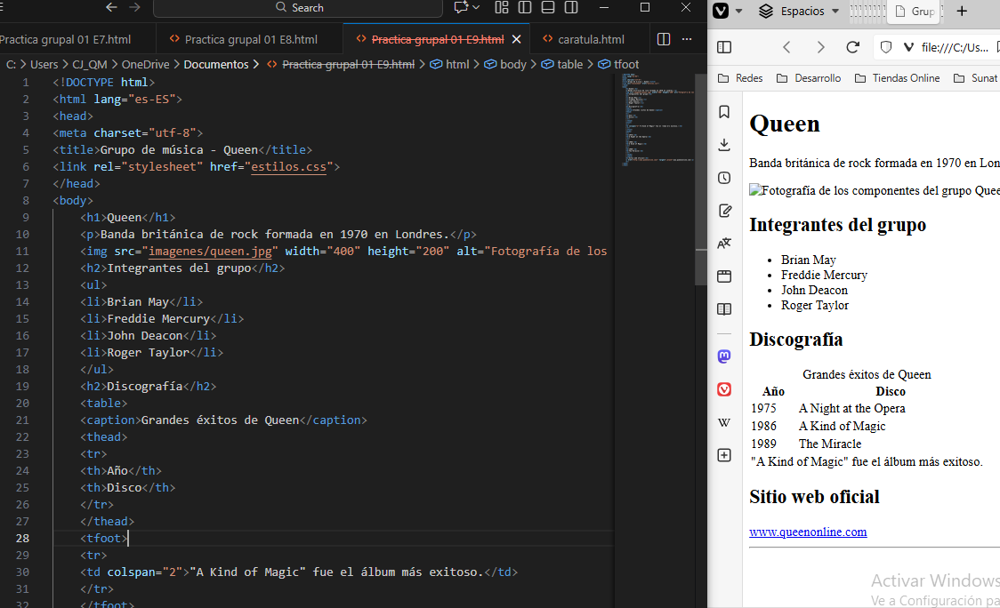 Search
Practica grupal 01 E7.html
Practica grupal 01 E8.html
Practica grupal 01 E9.html
caratula.html
C: > Users > CJ_QM > OneDrive > Documentos > Practica grupal 01 E9.html > html > body > table > tfoot
1 <!DOCTYPE html>
2 <html lang="es-ES">
3 <head>
4 <meta charset="utf-8">
5 <title>Grupo de música - Queen</title>
6 <link rel="stylesheet" href="estilos.css">
7 </head>
8 <body>
9 <h1>Queen</h1>
10 <p>Banda británica de rock formada en 1970 en Londres.</p>
11 <img src="imagenes/queen.jpg" width="400" height="200" alt="Fotografía de los
12 <h2>Integrantes del grupo</h2>
13 <ul>
14 <li>Brian May</li>
15 <li>Freddie Mercury</li>
16 <li>John Deacon</li>
17 <li>Roger Taylor</li>
18 </ul>
19 <h2>Discografía</h2>
20 <table>
21 <caption>Grandes éxitos de Queen</caption>
22 <thead>
23 <tr>
24 <th>Año</th>
25 <th>Disco</th>
26 </tr>
27 </thead>
28 <tfoot>
29 <tr>
30 <td colspan="2">"A Kind of Magic" fue el álbum más exitoso.</td>
31 </tr>
32 </tfoot>
Espacios
Grup
file:///C:/Us...
Redes
Desarrollo
Tiendas Online
Sunat
Queen
Banda británica de rock formada en 1970 en Lon
Fotografía de los componentes del grupo Quee
Integrantes del grupo
• Brian May
• Freddie Mercury
• John Deacon
• Roger Taylor
Discografía
Grandes éxitos de Queen
Año Disco
1975 A Night at the Opera
1986 A Kind of Magic
1989 The Miracle
"A Kind of Magic" fue el álbum más exitoso.
Sitio web oficial
www.queenonline.com
Activar Windows
Ve a Configuración pa